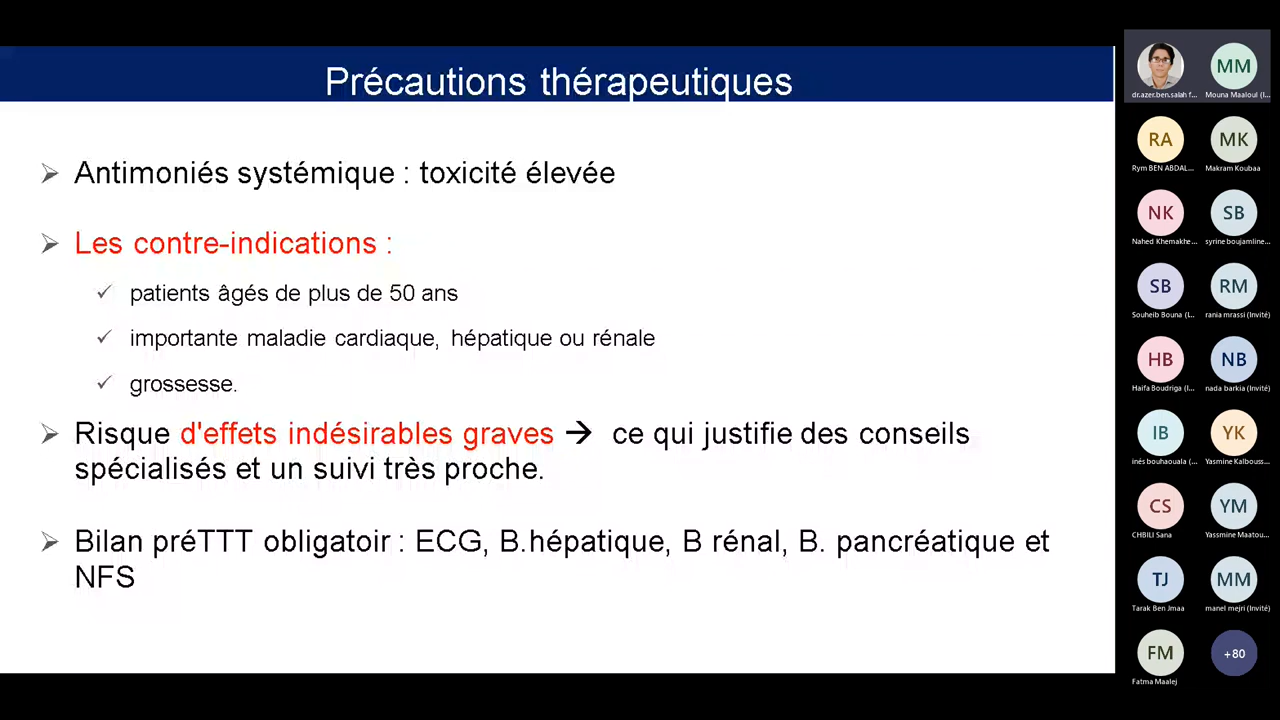 Précautions thérapeutiques
Antimoniés systémique : toxicité élevée
Les contre-indications :
patients âgés de plus de 50 ans
importante maladie cardiaque, hépatique ou rénale
grossesse.
Risque d'effets indésirables graves → ce qui justifie des conseils
spécialisés et un suivi très proche.
Bilan préTTT obligatoir : ECG, B.hépatique, B rénal, B. pancréatique et
NFS
dr.azer.ben.salah f...
MM
Mouna Maaloul (I...
RA
Rym BEN ABDAL...
MK
Makram Koubaa
NK
Nahed Khemakhe...
SB
syrine boujamline...
SB
Souheib Bouna (I...
RM
rania mrassi (Invité)
HB
Haifa Boudriga (I...
NB
nada barkia (Invité)
IB
inès bouhaouala (...
YK
Yasmine Kalbouss...
CS
CHBILI Sana
YM
Yassmine Maatou...
TJ
Tarak Ben Jmaa
MM
manel mejri (Invité)
FM
Fatma Maalej
+80